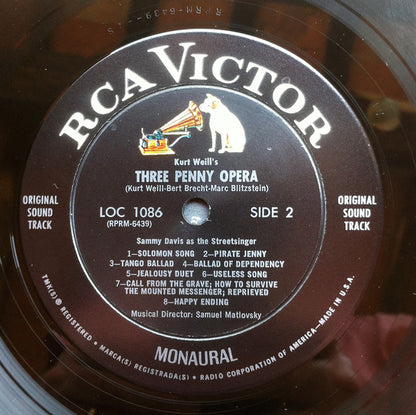 RPRM-6439
RCA VICTOR
Kurt Weill's
THREE PENNY OPERA
(Kurt Weill-Bert Brecht-Marc Blitzstein)
ORIGINAL
SOUND
TRACK
LOC 1086
(RPRM-6439)
SIDE 2
ORIGINAL
SOUND
TRACK
Sammy Davis as the Streetsinger
1—SOLOMON SONG 2—PIRATE JENNY
3—TANGO BALLAD 4—BALLAD OF DEPENDENCY
5—JEALOUSY DUET 6—USELESS SONG
7—CALL FROM THE GRAVE; HOW TO SURVIVE
THE MOUNTED MESSENGER; REPRIEVED
8—HAPPY ENDING
Musical Director: Samuel Matlovsky
MONAURAL
TMK(S) ® REGISTERED • MARCA(S) REGISTRADA(S) • RADIO CORPORATION OF AMERICA—MADE IN U.S.A.